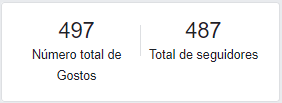 497
Número total de
Gostos
487
Total de seguidores